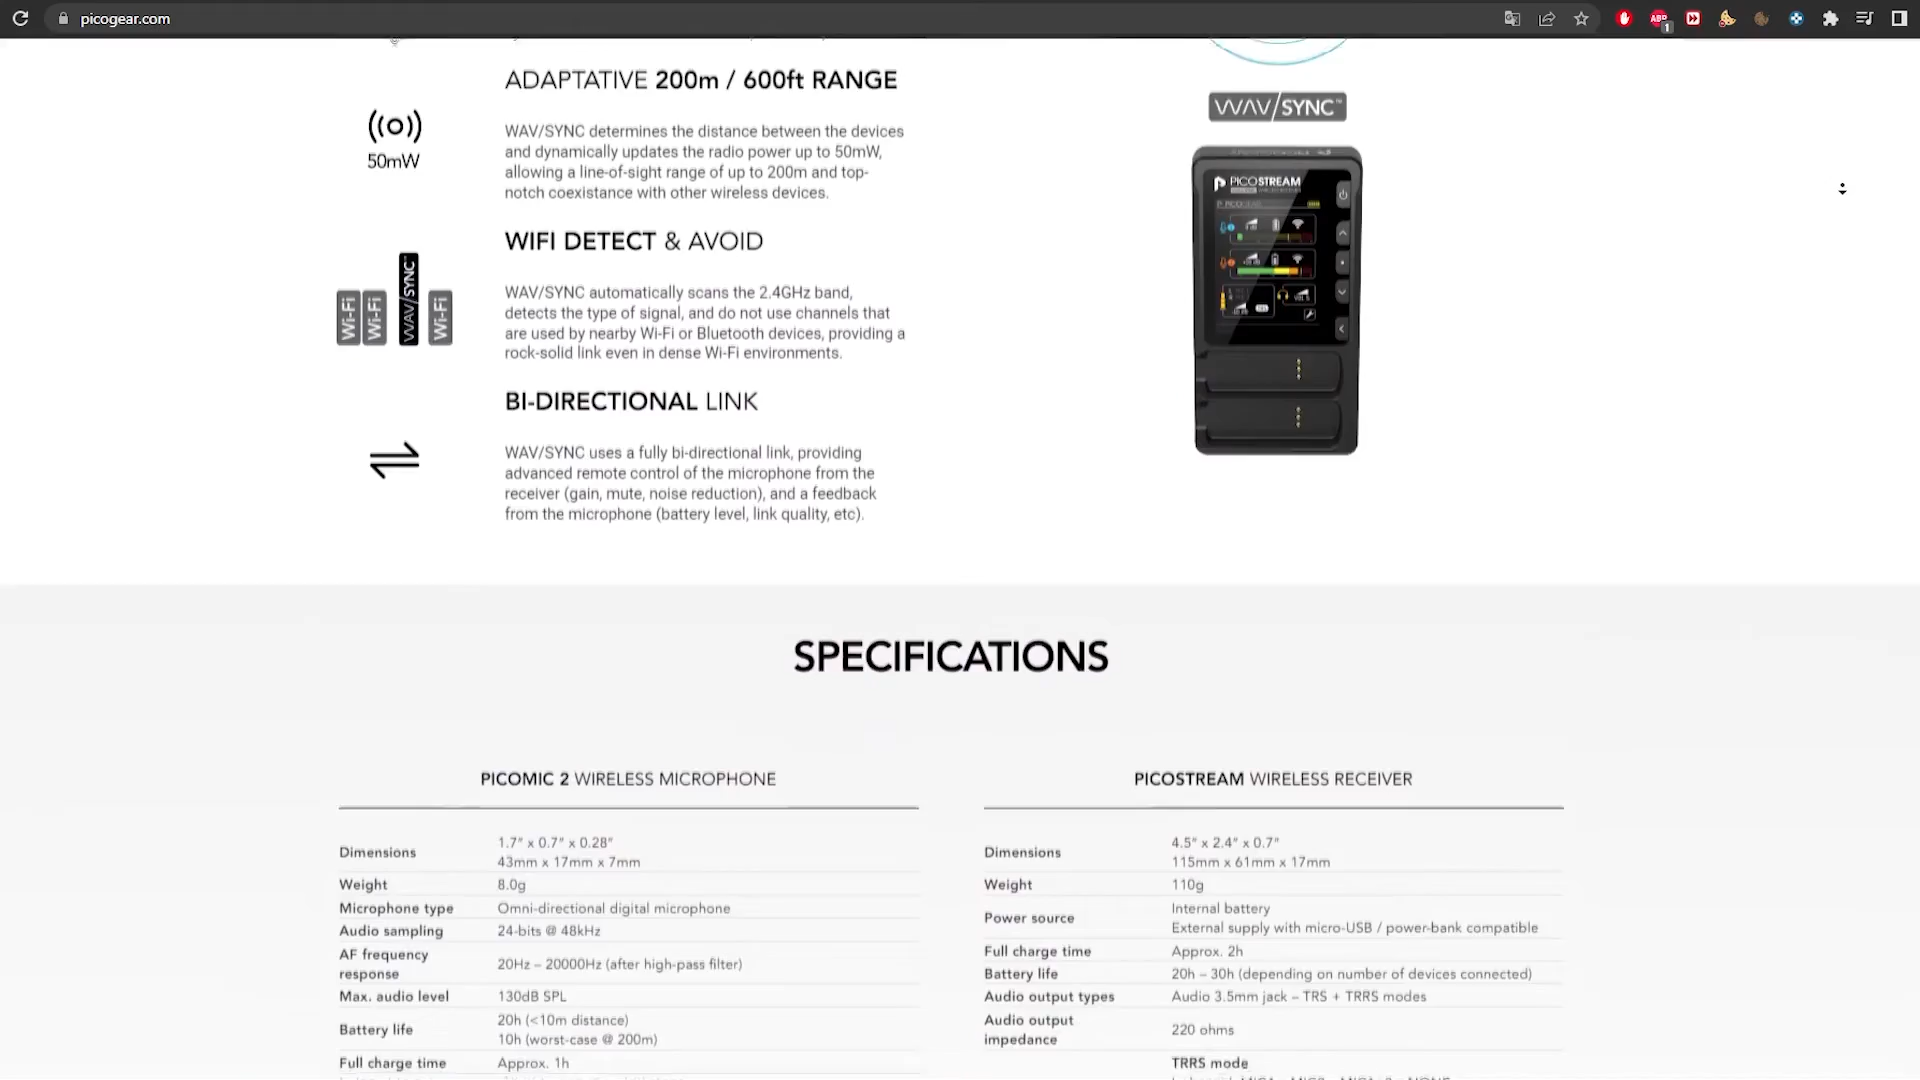 picogear.com
ABP
1
ADAPTATIVE 200m / 600ft RANGE
50mW
WAV/SYNC determines the distance between the devices
and dynamically updates the radio power up to 50mW,
allowing a line-of-sight range of up to 200m and top-
notch coexistance with other wireless devices.
WIFI DETECT & AVOID
Wi-Fi
Wi-Fi
WAV/SYNC™
Wi-Fi
WAV/SYNC automatically scans the 2.4GHz band,
detects the type of signal, and do not use channels that
are used by nearby Wi-Fi or Bluetooth devices, providing a
rock-solid link even in dense Wi-Fi environments.
BI-DIRECTIONAL LINK
WAV/SYNC uses a fully bi-directional link, providing
advanced remote control of the microphone from the
receiver (gain, mute, noise reduction), and a feedback
from the microphone (battery level, link quality, etc).
WAV/SYNC™
PICOSTREAM
SPECIFICATIONS
PICOMIC 2 WIRELESS MICROPHONE
Dimensions 1.7" x 0.7" x 0.28"
43mm x 17mm x 7mm
Weight 8.0g
Microphone type Omni-directional digital microphone
Audio sampling 24-bits @ 48kHz
AF frequency
response 20Hz – 20000Hz (after high-pass filter)
Max. audio level 130dB SPL
Battery life 20h (<10m distance)
10h (worst-case @ 200m)
Full charge time Approx. 1h
PICOSTREAM WIRELESS RECEIVER
Dimensions 4.5" x 2.4" x 0.7"
115mm x 61mm x 17mm
Weight 110g
Power source Internal battery
External supply with micro-USB / power-bank compatible
Full charge time Approx. 2h
Battery life 20h – 30h (depending on number of devices connected)
Audio output types Audio 3.5mm jack – TRS + TRRS modes
Audio output
impedance 220 ohms
TRRS mode